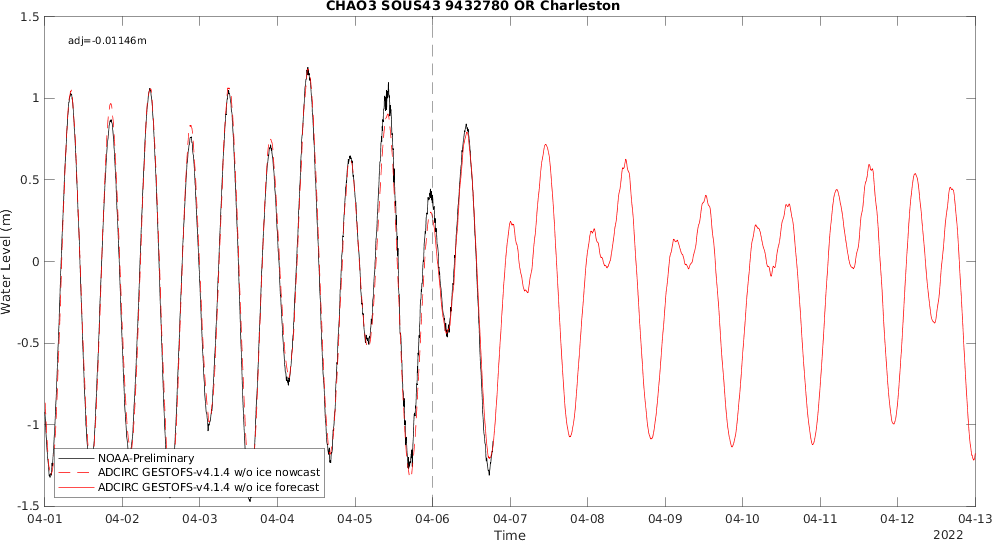 CHAO3 SOUS43 9432780 OR Charleston
adj=-0.01146m
1.5
1
0.5
0
-0.5
-1
-1.5
Water Level (m)
NOAA-Preliminary
ADCIRC GESTOFS-v4.1.4 w/o ice nowcast
ADCIRC GESTOFS-v4.1.4 w/o ice forecast
04-01 04-02 04-03 04-04 04-05 04-06 04-07 04-08 04-09 04-10 04-11 04-12 04-13
Time
2022